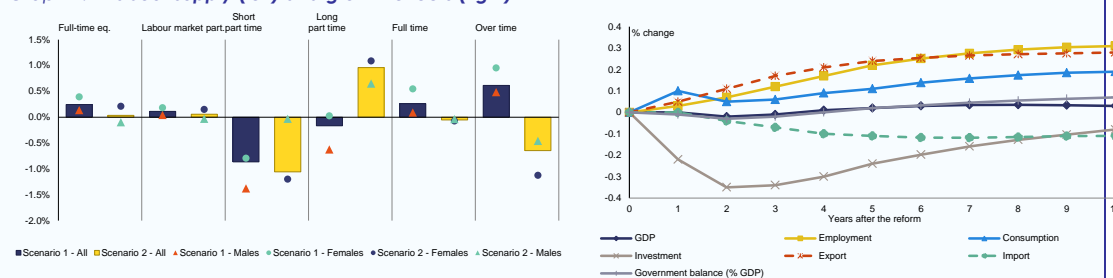 Short
Long
Full-time eq.
Labour market part.
part time
part time
Full time
Over time
1.5%
1.0%
0.5%
0.0%
-0.5%
-1.0%
-1.5%
-2.0%
Scenario 1 - All
Scenario 2 - All
Scenario 1 - Males
Scenario 1 - Females
Scenario 2 - Females
Scenario 2 - Males
% change
0.4
0.3
0.2
0.1
0
-0.1
-0.2
-0.3
-0.4
0 1 2 3 4 5 6 7 8 9
Years after the reform
GDP
Employment
Consumption
Investment
Export
Import
Government balance (% GDP)